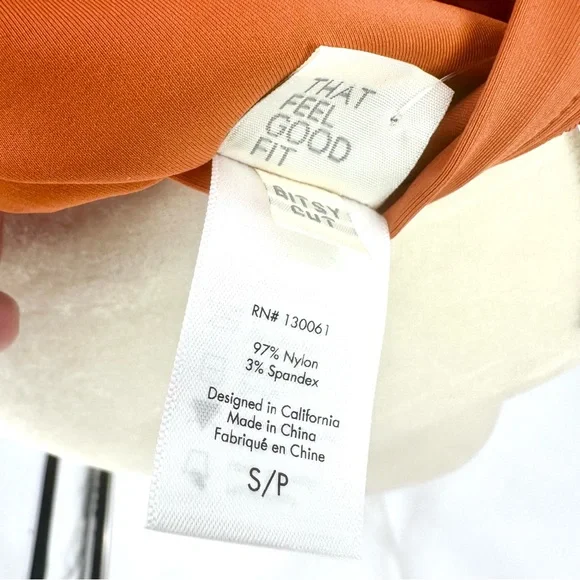 THAT
FEEL
GOOD
FIT
BITSY
CUT
RN# 130061
97% Nylon
3% Spandex
Designed in California
Made in China
Fabriqué en Chine
S/P